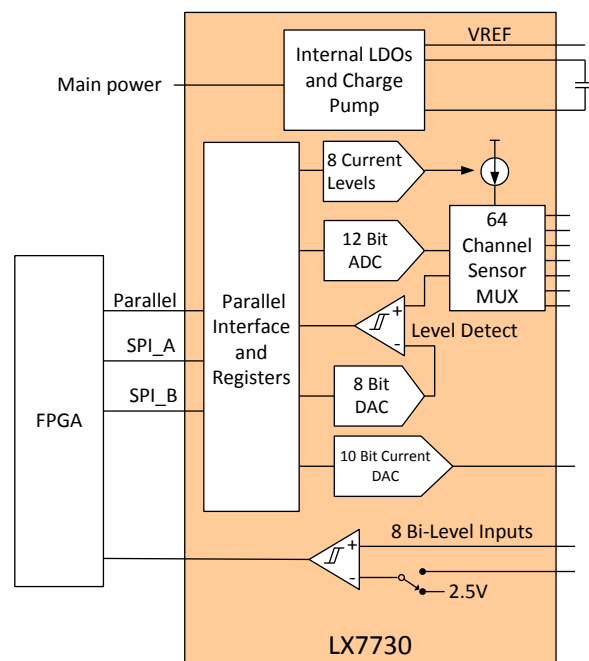 VREF
Internal LDOs
and Charge
Pump
Main power
8 Current
Levels
64
Channel
Sensor
MUX
12 Bit
ADC
Parallel
SPI_A
SPI_B
Parallel
Interface
and
Registers
+
-
Level Detect
8 Bit
DAC
FPGA
10 Bit Current
DAC
8 Bi-Level Inputs
+
-
2.5V
LX7730